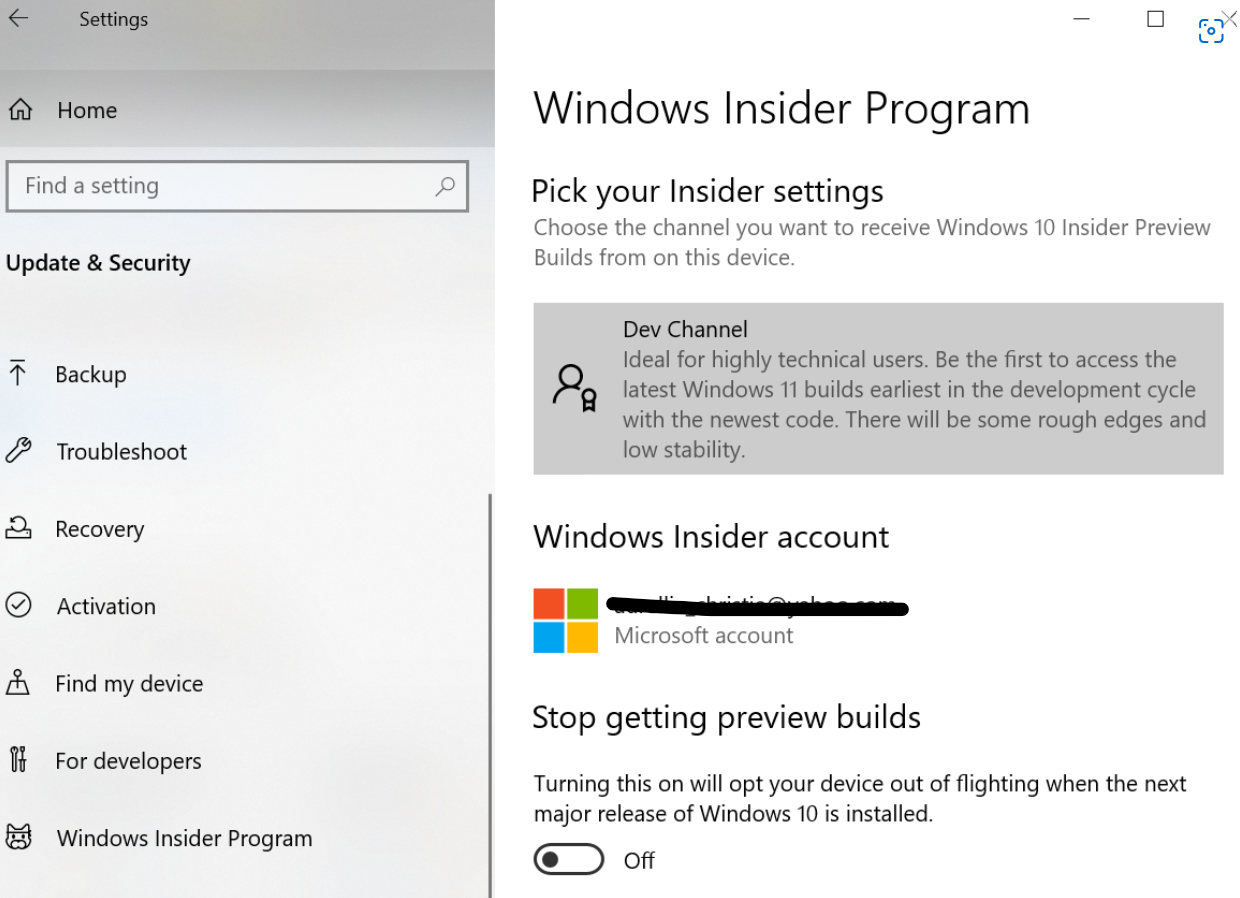 Settings
Home
Find a setting
Update & Security
Backup
Troubleshoot
Recovery
Activation
Find my device
For developers
Windows Insider Program
Windows Insider Program
Pick your Insider settings
Choose the channel you want to receive Windows 10 Insider Preview
Builds from on this device.
Dev Channel
Ideal for highly technical users. Be the first to access the
latest Windows 11 builds earliest in the development cycle
with the newest code. There will be some rough edges and
low stability.
Windows Insider account
Microsoft account
Stop getting preview builds
Turning this on will opt your device out of flighting when the next
major release of Windows 10 is installed.
Off